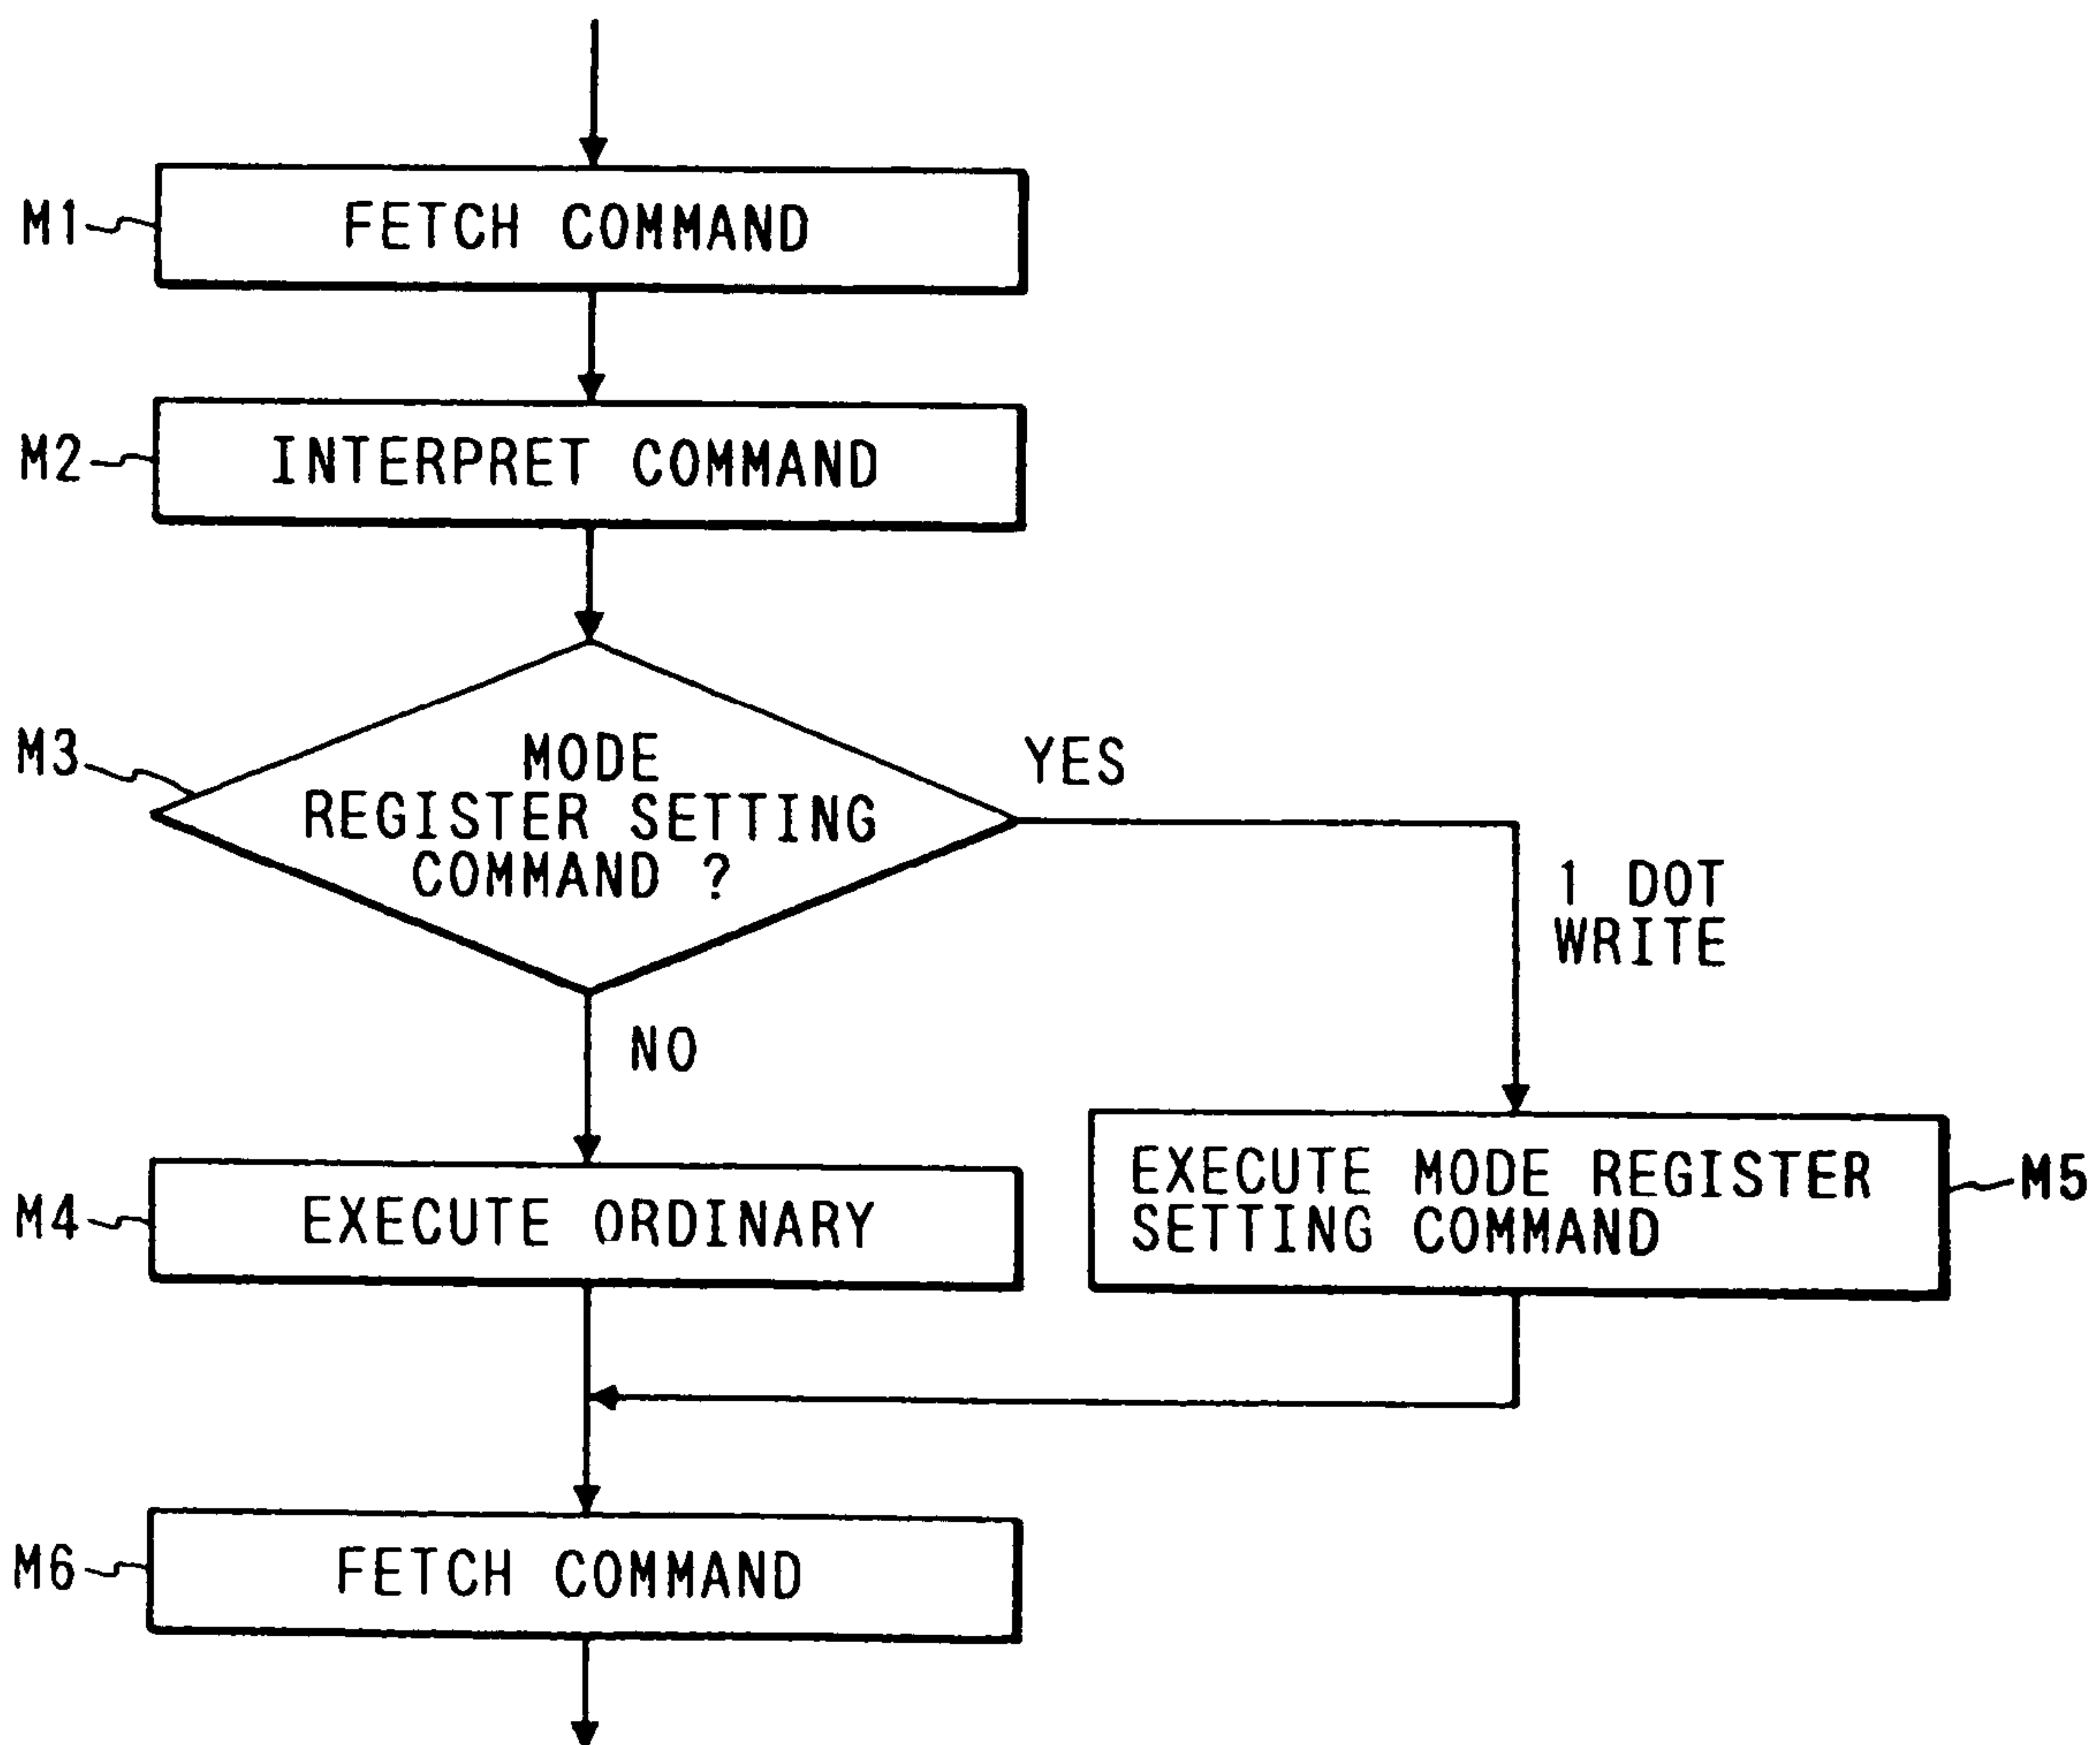 M1
FETCH COMMAND
M2
INTERPRET COMMAND
M3
MODE
REGISTER SETTING
COMMAND ?
YES
1 DOT
WRITE
NO
M4
EXECUTE ORDINARY
EXECUTE MODE REGISTER
SETTING COMMAND
M5
M6
FETCH COMMAND